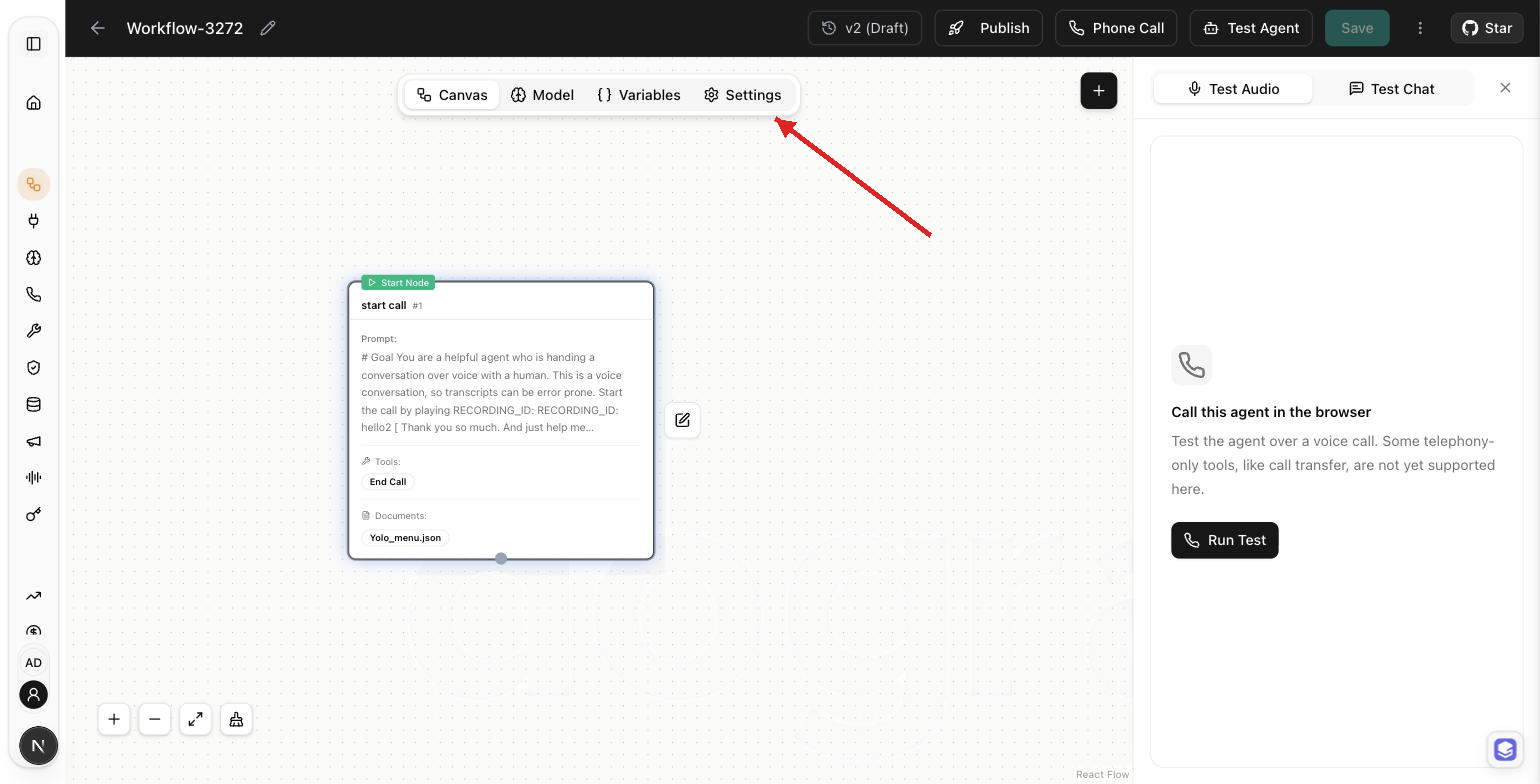 Workflow-3272
v2 (Draft)
Publish
Phone Call
Test Agent
Save
Star
Canvas
Model
Variables
Settings
Test Audio
Test Chat
Start Node
start call #1
Prompt:
# Goal You are a helpful agent who is handing a
conversation over voice with a human. This is a voice
conversation, so transcripts can be error prone. Start
the call by playing RECORDING_ID: RECORDING_ID:
hello2 [ Thank you so much. And just help me...
Tools:
End Call
Documents:
Yolo_menu.json
Call this agent in the browser
Test the agent over a voice call. Some telephony-
only tools, like call transfer, are not yet supported
here.
Run Test
AD
N
React Flow